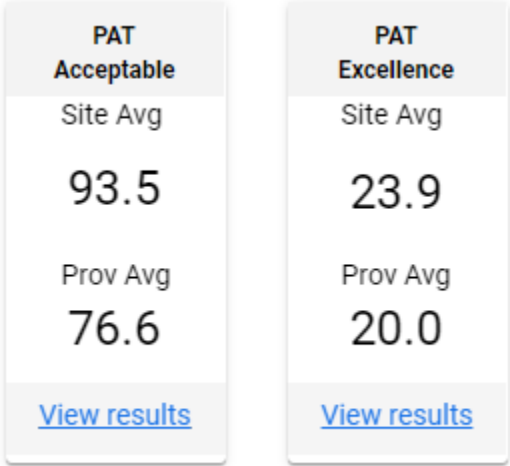 PAT
Acceptable
Site Avg
93.5
Prov Avg
76.6
View results
PAT
Excellence
Site Avg
23.9
Prov Avg
20.0
View results